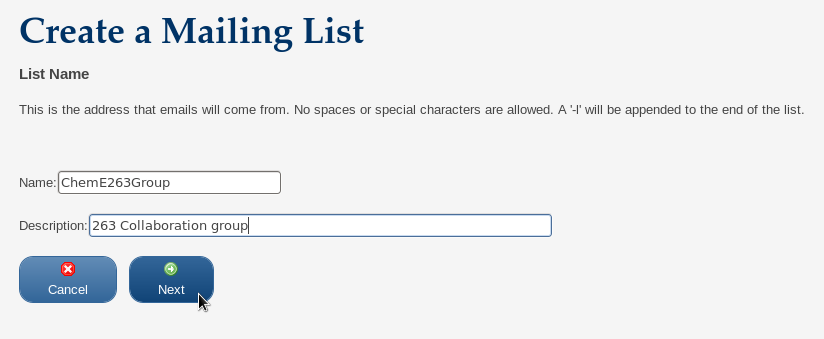 Create a Mailing List
List Name
This is the address that emails will come from. No spaces or special characters are allowed. A '-l' will be appended to the end of the list.
Name: ChemE263Group
Description: 263 Collaboration group
Cancel Next